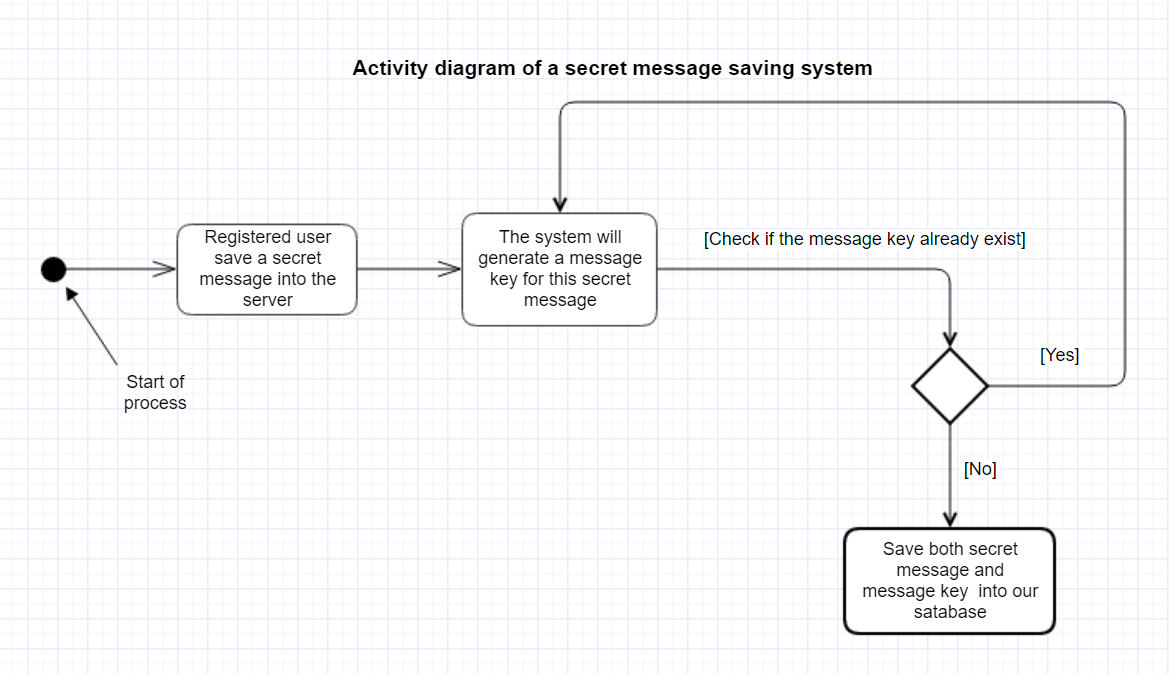 Activity diagram of a secret message saving system
Registered user
save a secret
message into the
server
The system will
generate a message
key for this secret
message
[Check if the message key already exist]
[Yes]
Start of
process
[No]
Save both secret
message and
message key into our
satabase